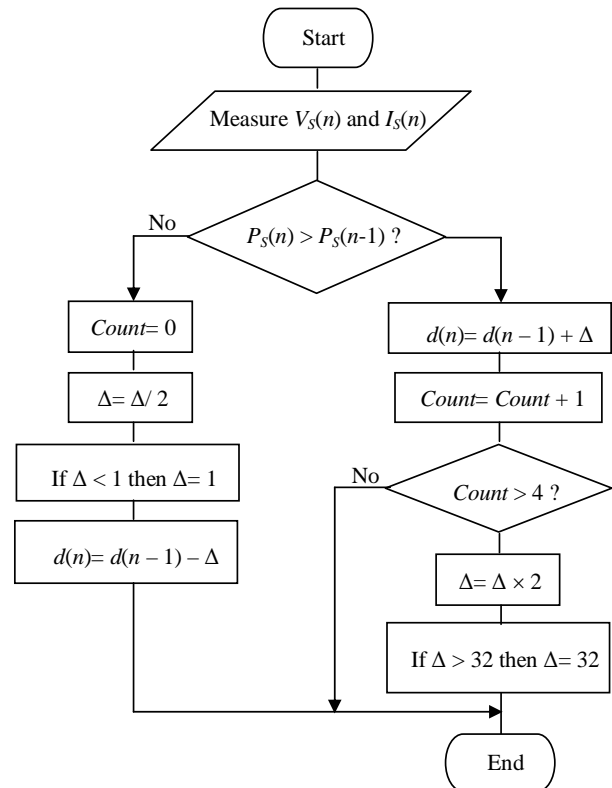 Start
Measure V_S(n) and I_S(n)
P_S(n) > P_S(n-1) ?
No
Count= 0
Δ= Δ/ 2
If Δ < 1 then Δ= 1
d(n)= d(n – 1) – Δ
d(n)= d(n – 1) + Δ
Count= Count + 1
Count > 4 ?
No
Δ= Δ × 2
If Δ > 32 then Δ= 32
End